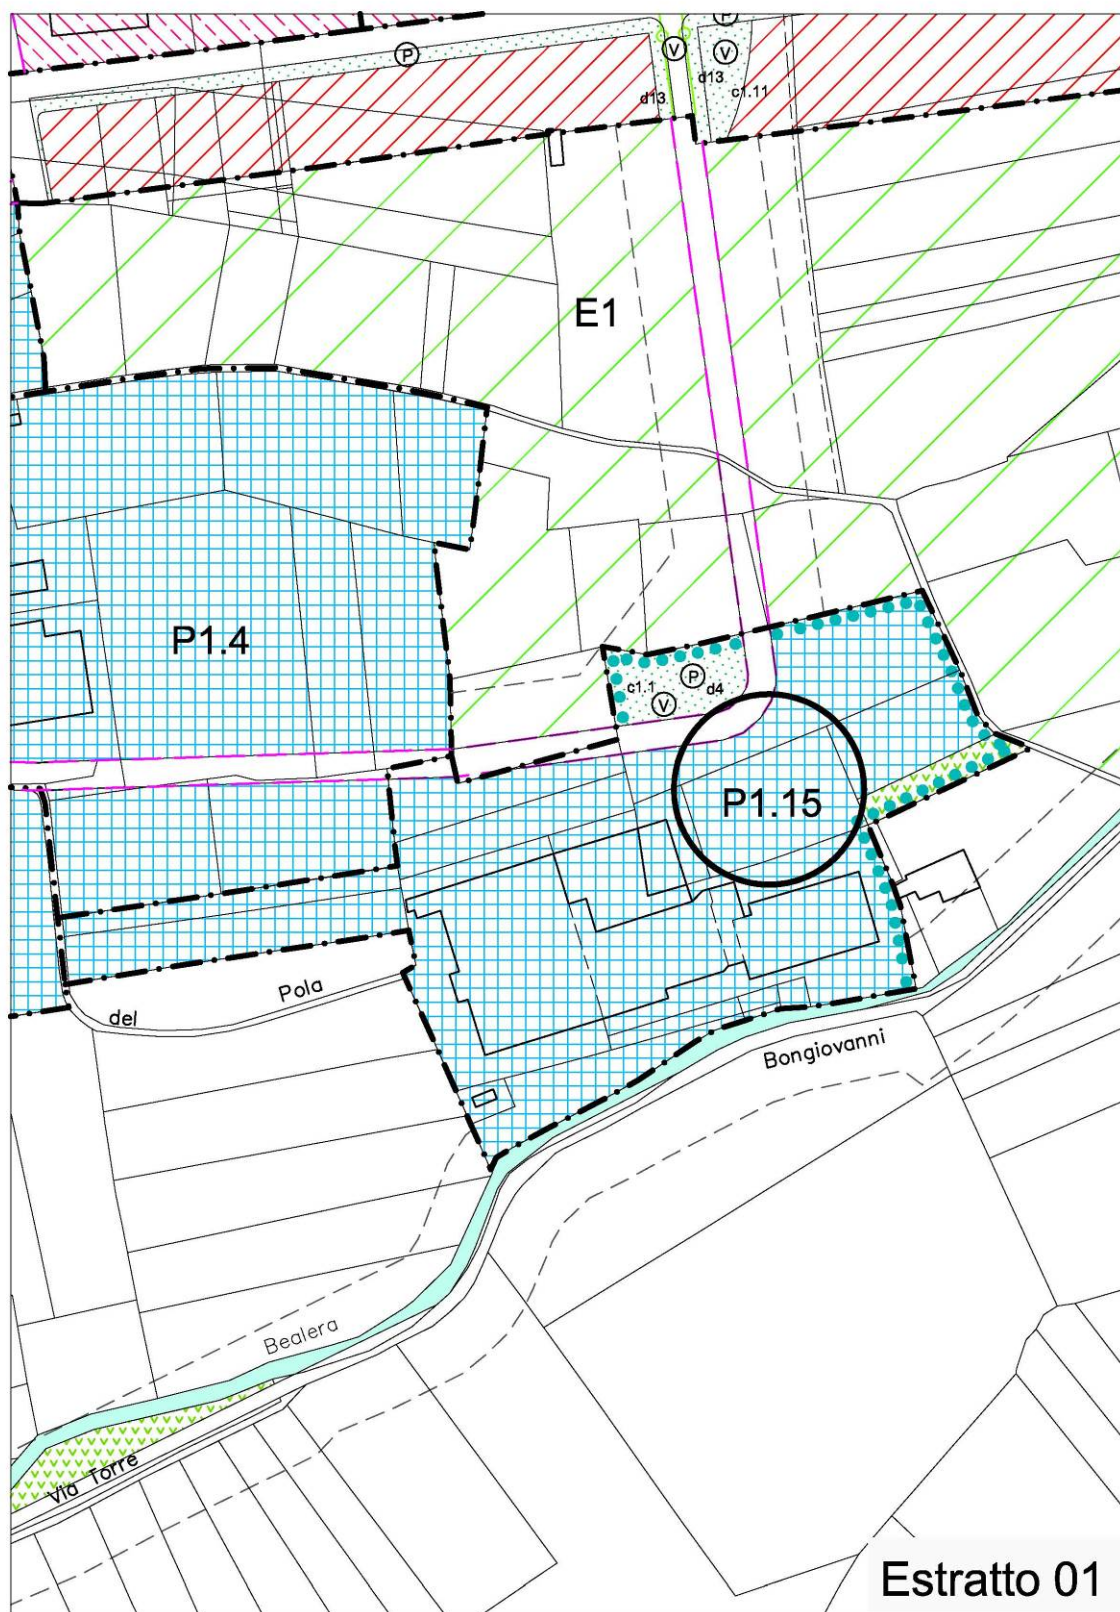 P
P
V
V
d13
d13
c1.11
E1
P1.4
c1.1
P
d4
V
P1.15
Pola
del
Bongiovanni
Bealera
Via Torre
Estratto 01